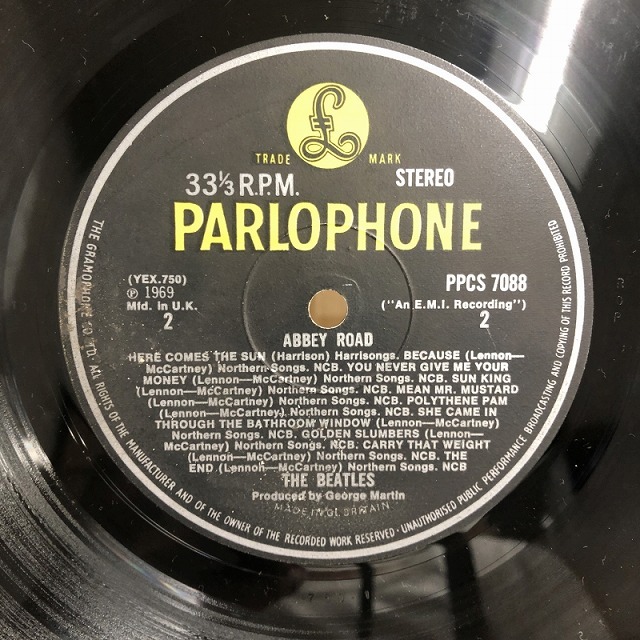 £
TRADE MARK
33⅓ R.P.M. STEREO
PARLOPHONE
(YEX.750) PPCS 7088
℗ 1969 ("An E.M.I. Recording")
Mfd. in U.K.
2 2
ABBEY ROAD
HERE COMES THE SUN (Harrison) Harrisongs. BECAUSE (Lennon—
McCartney) Northern Songs. NCB. YOU NEVER GIVE ME YOUR
MONEY (Lennon—McCartney) Northern Songs. NCB. SUN KING
(Lennon—McCartney) Northern Songs. NCB. MEAN MR. MUSTARD
(Lennon—McCartney) Northern Songs. NCB. POLYTHENE PAM
(Lennon—McCartney) Northern Songs. NCB. SHE CAME IN
THROUGH THE BATHROOM WINDOW (Lennon—McCartney)
Northern Songs. NCB. GOLDEN SLUMBERS (Lennon—
McCartney) Northern Songs. NCB. CARRY THAT WEIGHT
(Lennon—McCartney) Northern Songs. NCB. THE
END (Lennon—McCartney) Northern Songs. NCB
THE BEATLES
Produced by George Martin
MADE IN GT. BRITAIN
THE GRAMOPHONE CO. LTD. ALL RIGHTS OF THE MANUFACTURER AND OF THE OWNER OF THE RECORDED WORK RESERVED · UNAUTHORISED PUBLIC PERFORMANCE BROADCASTING AND COPYING OF THIS RECORD PROHIBITED